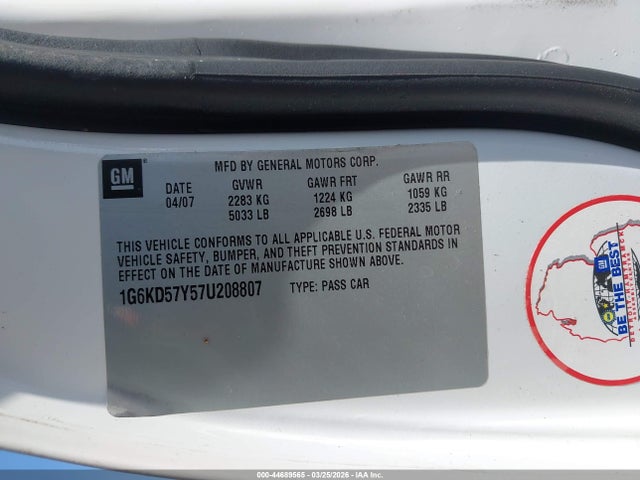 GM
MFD BY GENERAL MOTORS CORP.
DATE GVWR GAWR FRT GAWR RR
04/07 2283 KG 1224 KG 1059 KG
5033 LB 2698 LB 2335 LB
THIS VEHICLE CONFORMS TO ALL APPLICABLE U.S. FEDERAL MOTOR
VEHICLE SAFETY, BUMPER, AND THEFT PREVENTION STANDARDS IN
EFFECT ON THE DATE OF MANUFACTURE SHOWN ABOVE.
1G6KD57Y57U208807 TYPE: PASS CAR
BE THE BEST
000-44689565 - 03/25/2026 - IAAI Inc.